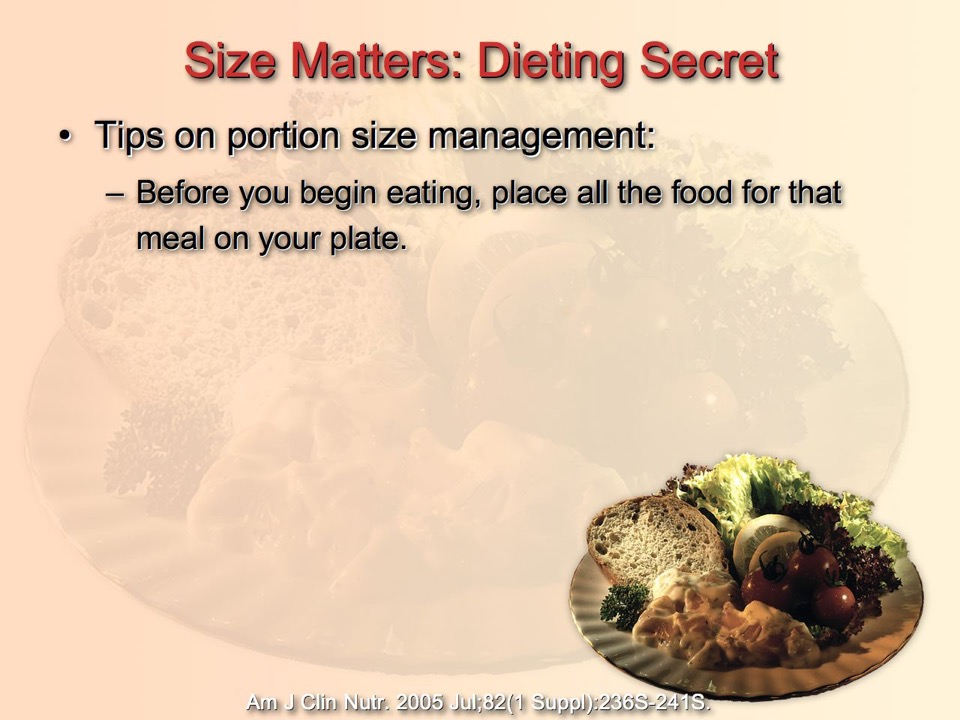 Size Matters: Dieting Secret
• Tips on portion size management:
– Before you begin eating, place all the food for that
meal on your plate.
Am J Clin Nutr. 2005 Jul;82(1 Suppl):236S-241S.